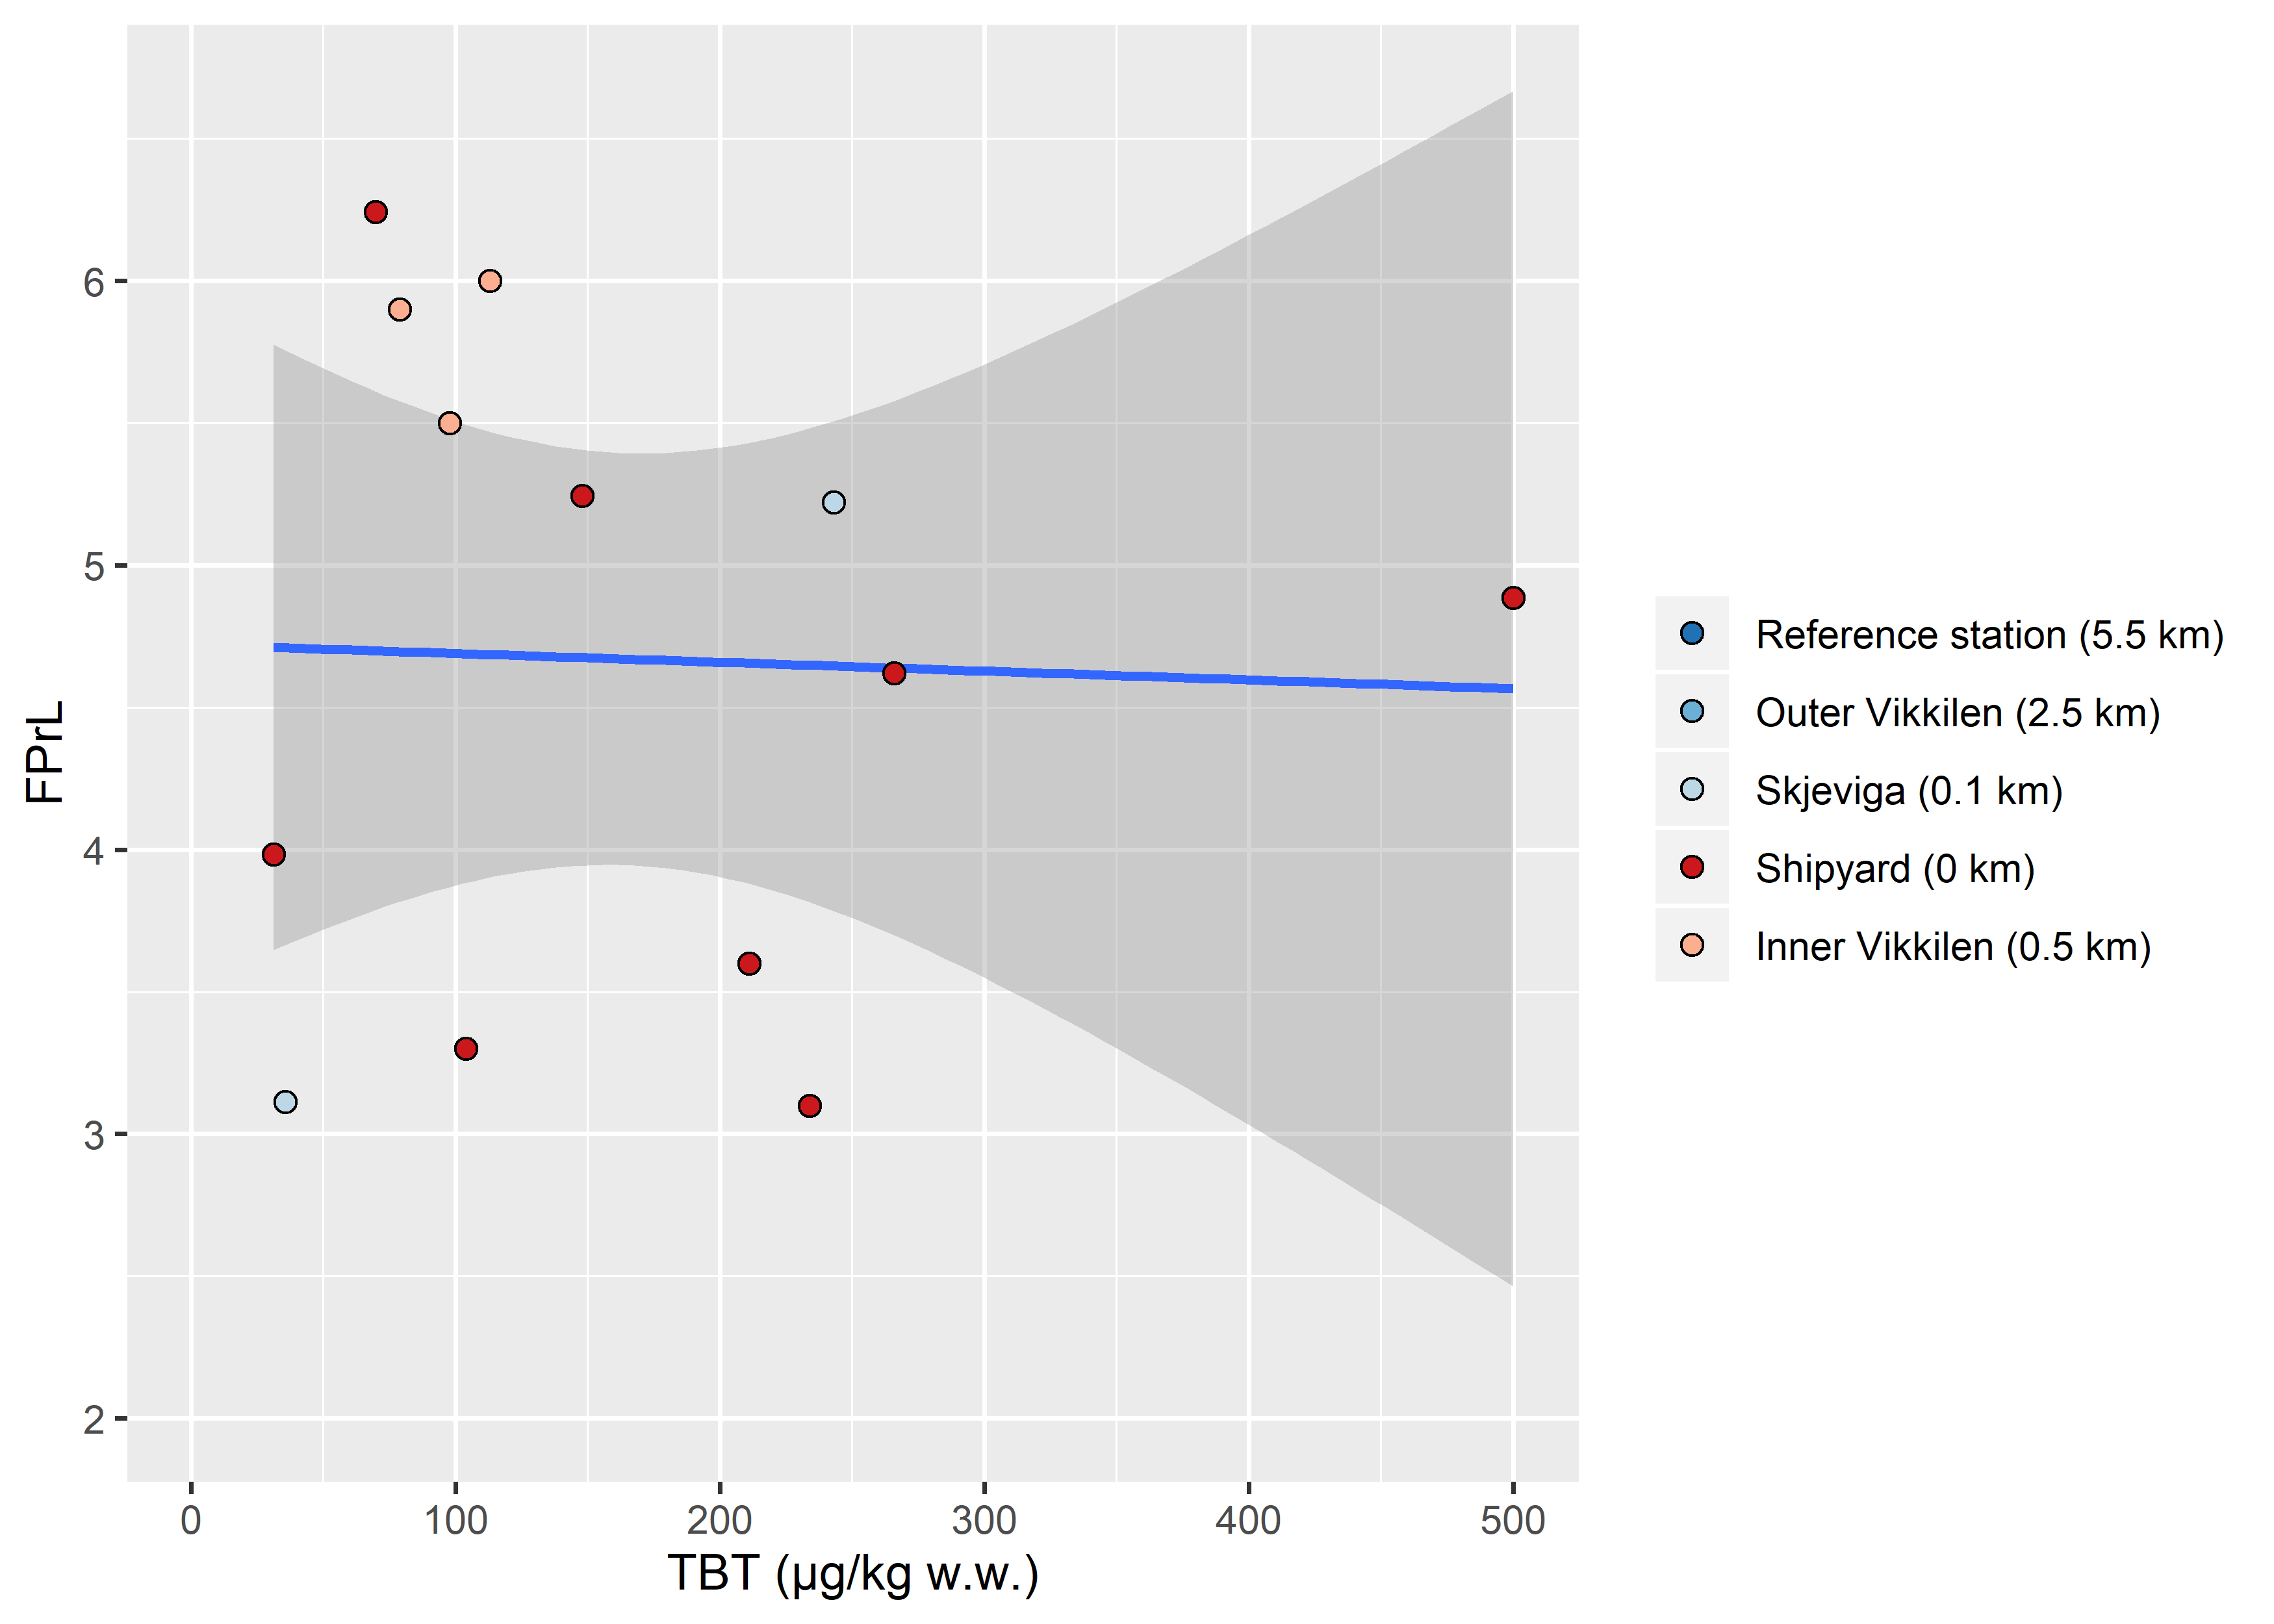 FPrL
6
5
4
3
2
0 100 200 300 400 500
TBT (µg/kg w.w.)
Reference station (5.5 km)
Outer Vikkilen (2.5 km)
Skjeviga (0.1 km)
Shipyard (0 km)
Inner Vikkilen (0.5 km)